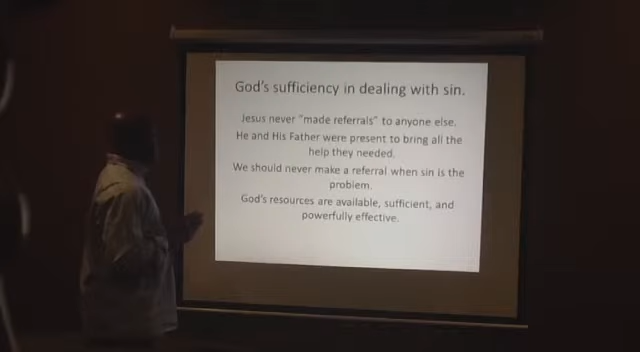 God's sufficiency in dealing with sin.
Jesus never "made referrals" to anyone else.
He and His Father were present to bring all the
help they needed.
We should never make a referral when sin is the
problem.
God's resources are available, sufficient, and
powerfully effective.